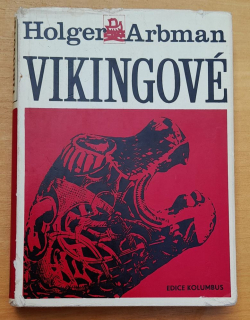 Holger Arbman
VIKINGOVÉ
EDICE KOLUMBUS